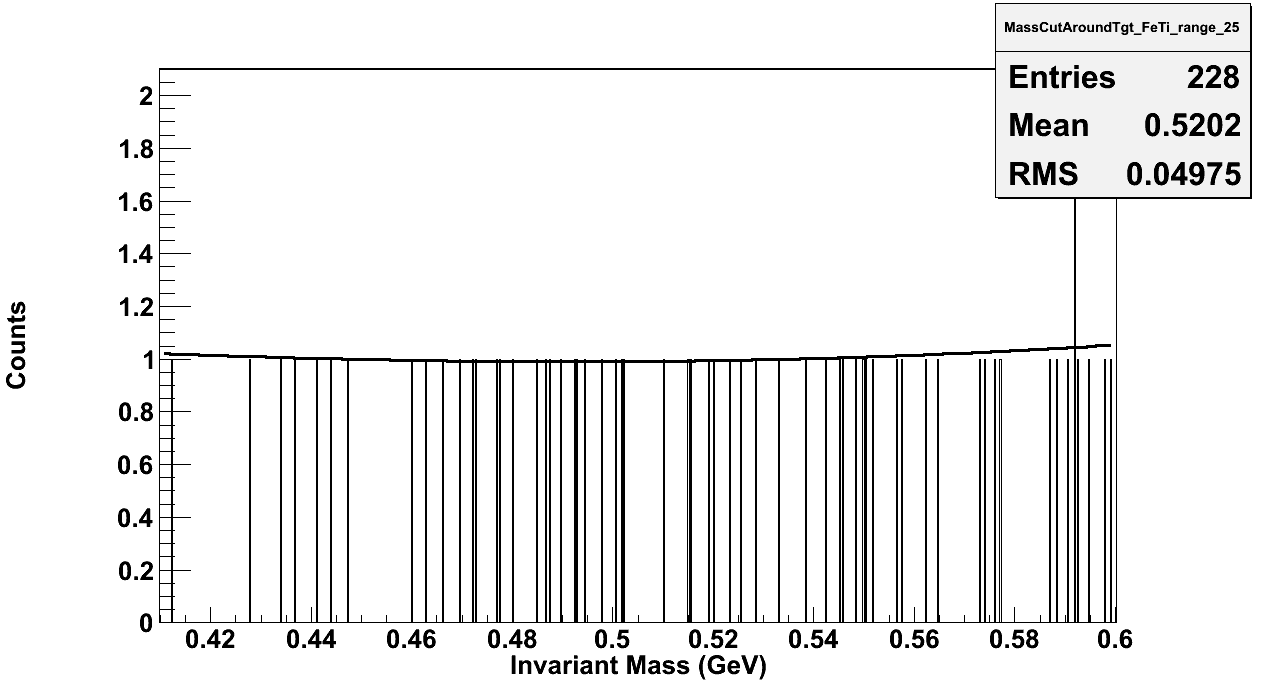 MassCutAroundTgt_FeTi_range_25
Entries 228
Mean 0.5202
RMS 0.04975
2
1.8
1.6
1.4
1.2
1
0.8
0.6
0.4
0.2
0
Counts
0.42 0.44 0.46 0.48 0.5 0.52 0.54 0.56 0.58 0.6
Invariant Mass (GeV)